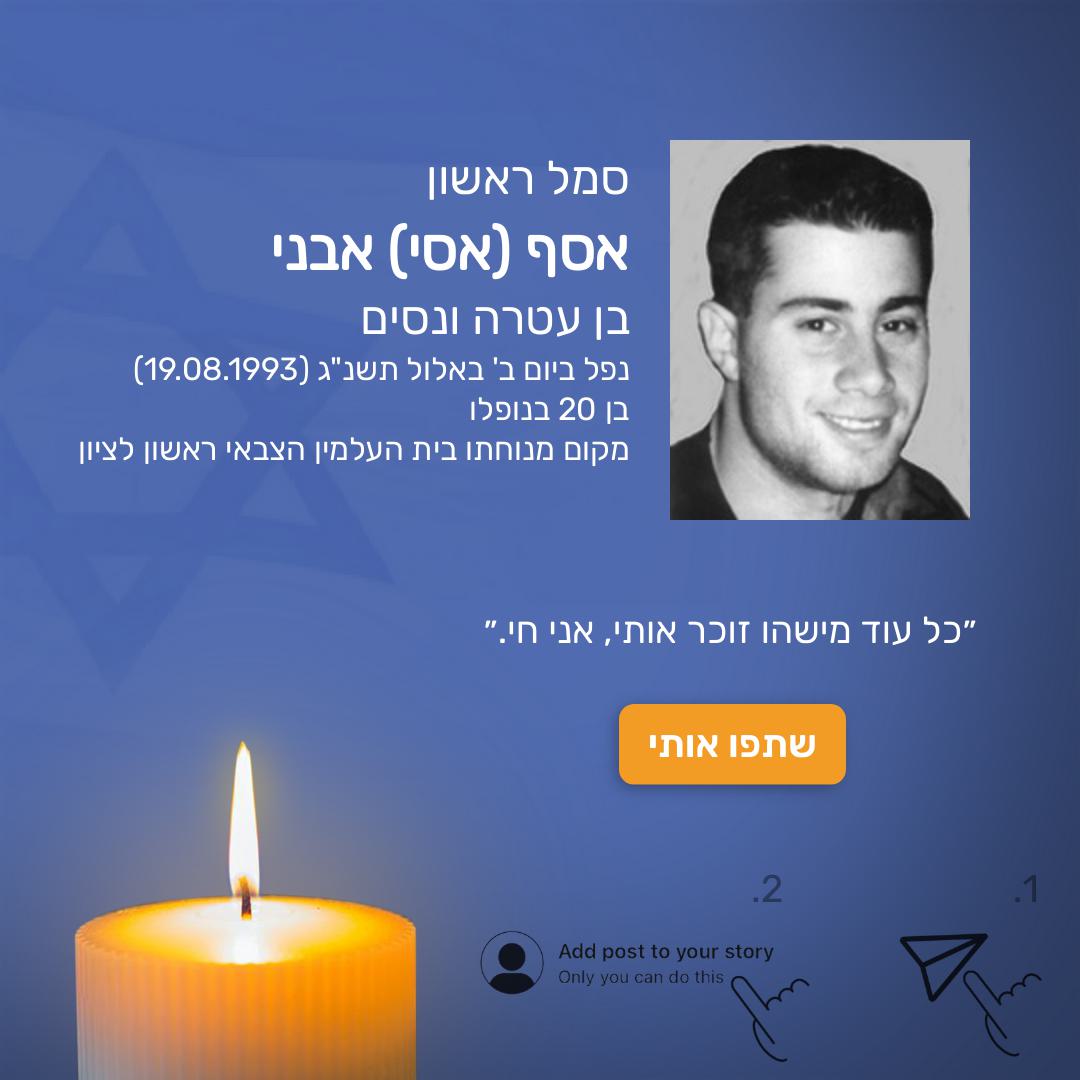 סמל ראשון
אסף (אסי) אבני
בן עטרה ונסים
נפל ביום ב' באלול תשנ"ג (19.08.1993)
בן 20 בנופלו
מקום מנוחתו בית העלמין הצבאי ראשון לציון
״כל עוד מישהו זוכר אותי, אני חי.״
שתפו אותי
.1
.2
Add post to your story
Only you can do this